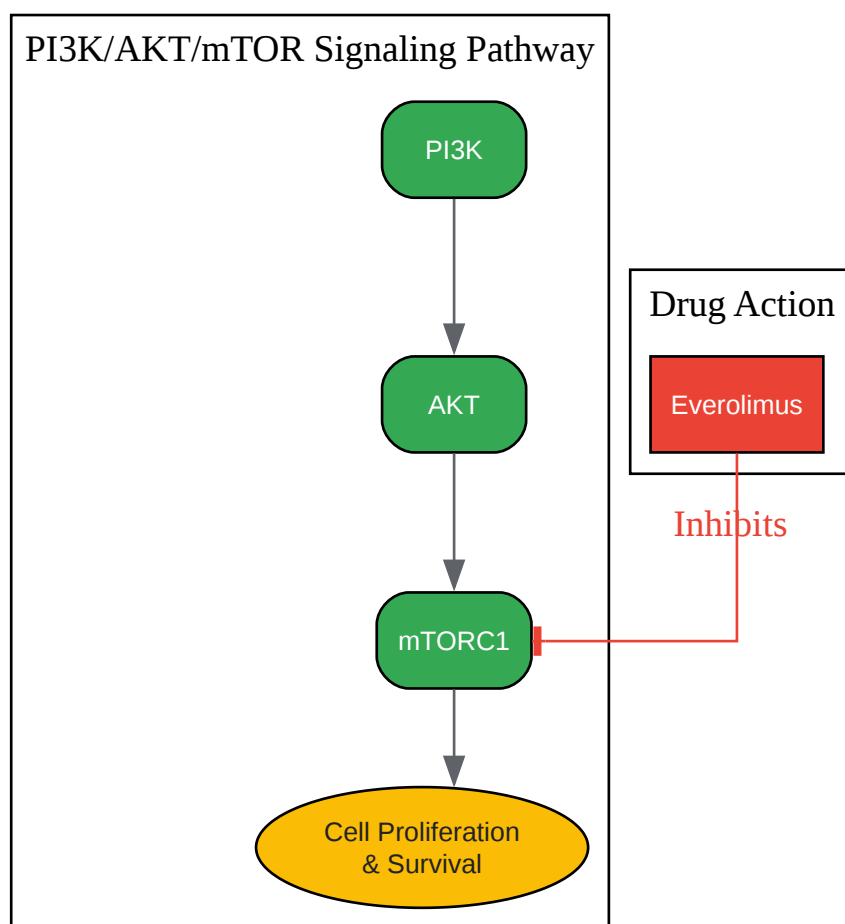 PI3K/AKT/mTOR Signaling Pathway
PI3K
Drug Action
Everolimus
AKT
Inhibits
mTORC1
Cell Proliferation
& Survival